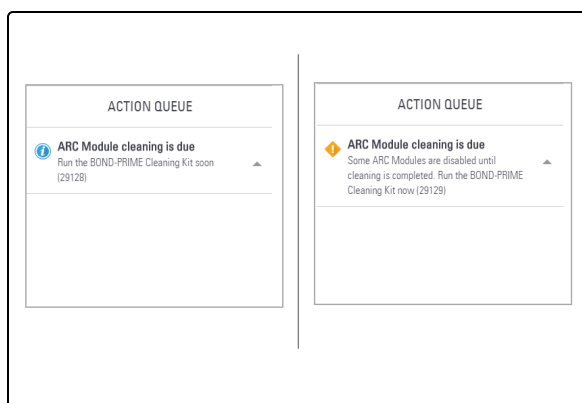 ACTION QUEUE
ARC Module cleaning is due
Run the BOND-PRIME Cleaning Kit soon
(29128)
ACTION QUEUE
ARC Module cleaning is due
Some ARC Modules are disabled until
cleaning is completed. Run the BOND-PRIME
Cleaning Kit now (29129)